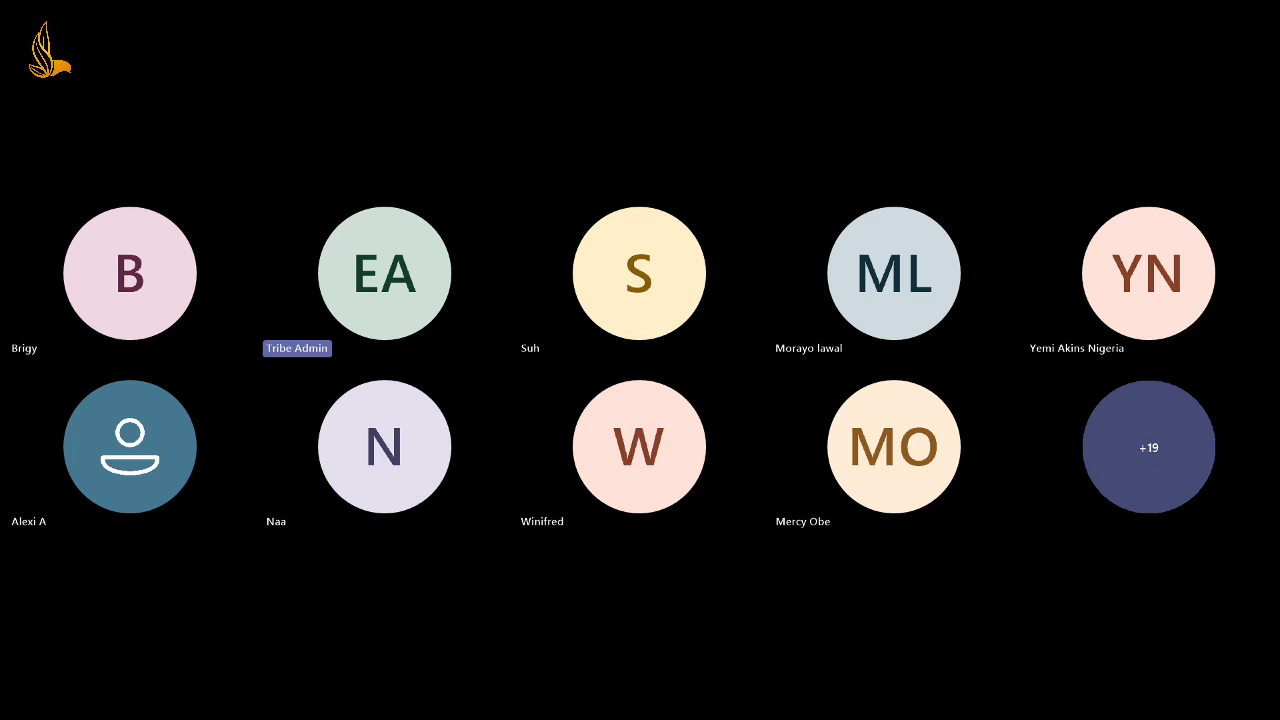 B
EA
S
ML
YN
Brigy
Tribe Admin
Suh
Morayo lawal
Yemi Akins Nigeria
N
W
MO
+19
Alexi A
Naa
Winifred
Mercy Obe